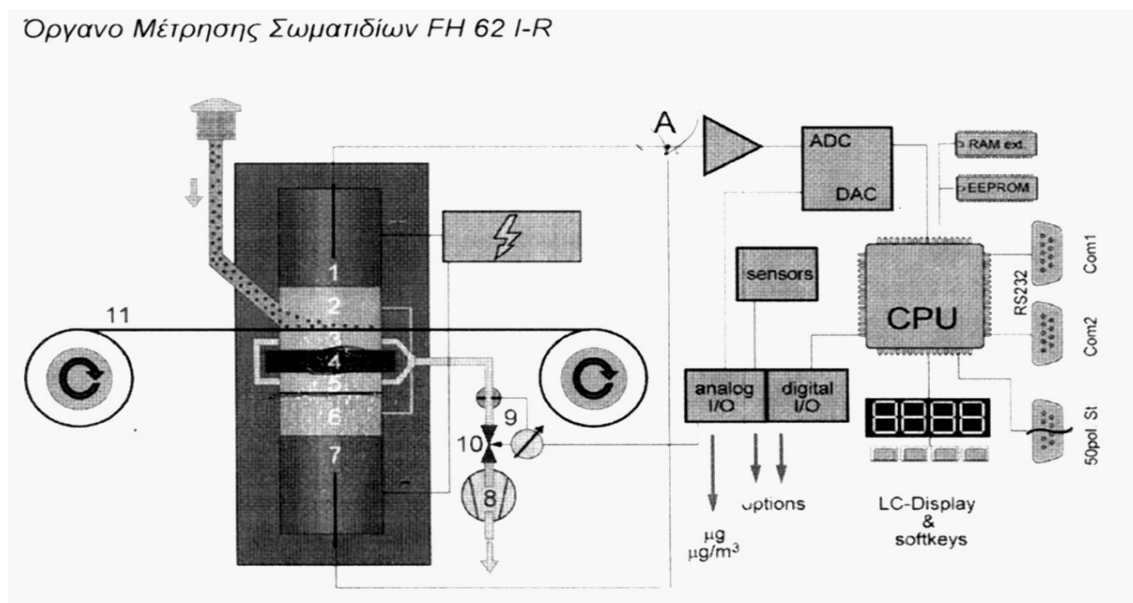 Όργανο Μέτρησης Σωματιδίων FH 62 I-R
A
ADC
DAC
RAM ext.
EEPROM
1
2
3
4
5
6
7
11
sensors
CPU
RS232
Com1
Com2
analog
I/O
digital
I/O
9
10
8
50pol St.
options
µg
µg/m³
LC-Display
&
softkeys